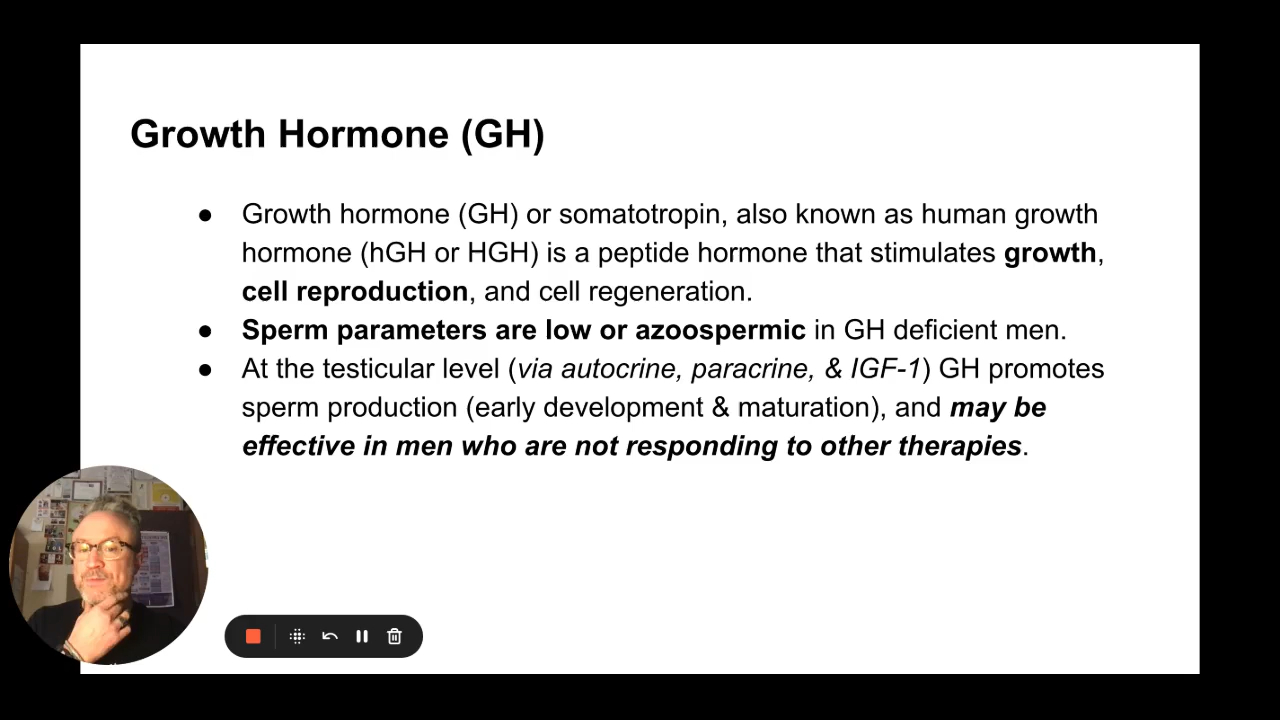 Growth Hormone (GH)
● Growth hormone (GH) or somatotropin, also known as human growth
hormone (hGH or HGH) is a peptide hormone that stimulates growth,
cell reproduction, and cell regeneration.
● Sperm parameters are low or azoospermic in GH deficient men.
● At the testicular level (via autocrine, paracrine, & IGF-1) GH promotes
sperm production (early development & maturation), and may be
effective in men who are not responding to other therapies.